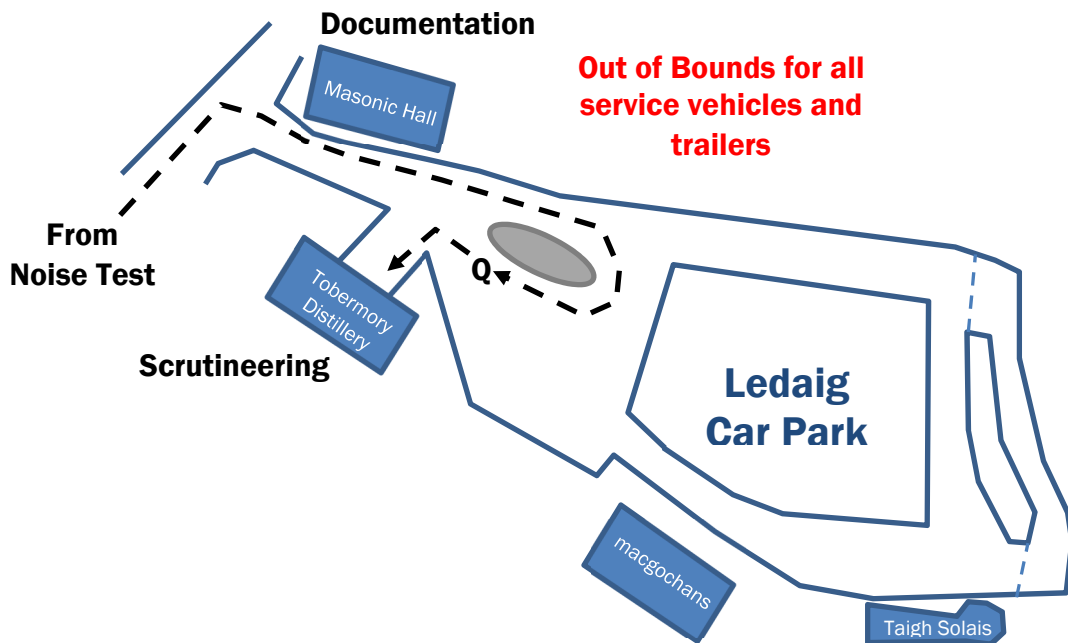 Documentation
Masonic Hall
Out of Bounds for all
service vehicles and
trailers
From
Noise Test
Q
Tobermory
Distillery
Scrutineering
Ledaig
Car Park
macgochans
Taigh Solais